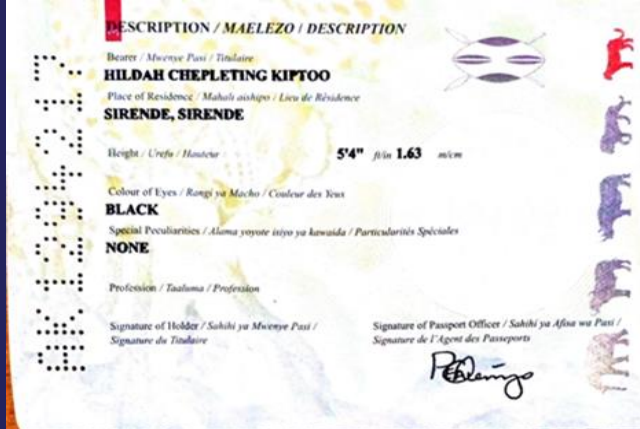 DESCRIPTION / MAELEZO / DESCRIPTION
Bearer / Mwenye Pasi / Titulaire
HILDAH CHEPLETING KIPTOO
Place of Residence / Mahali aishipo / Lieu de Résidence
SIRENDE, SIRENDE
Height / Urefu / Hauteur 5'4" ft/in 1.63 m/cm
Colour of Eyes / Rangi ya Macho / Couleur des Yeux
BLACK
Special Peculiarities / Alama yoyote isiyo ya kawaida / Particularités Spéciales
NONE
Profession / Taaluma / Profession
Signature of Holder / Sahihi ya Mwenye Pasi /
Signature du Titulaire
Signature of Passport Officer / Sahihi ya Afisa wa Pasi /
Signature de l'Agent des Passeports